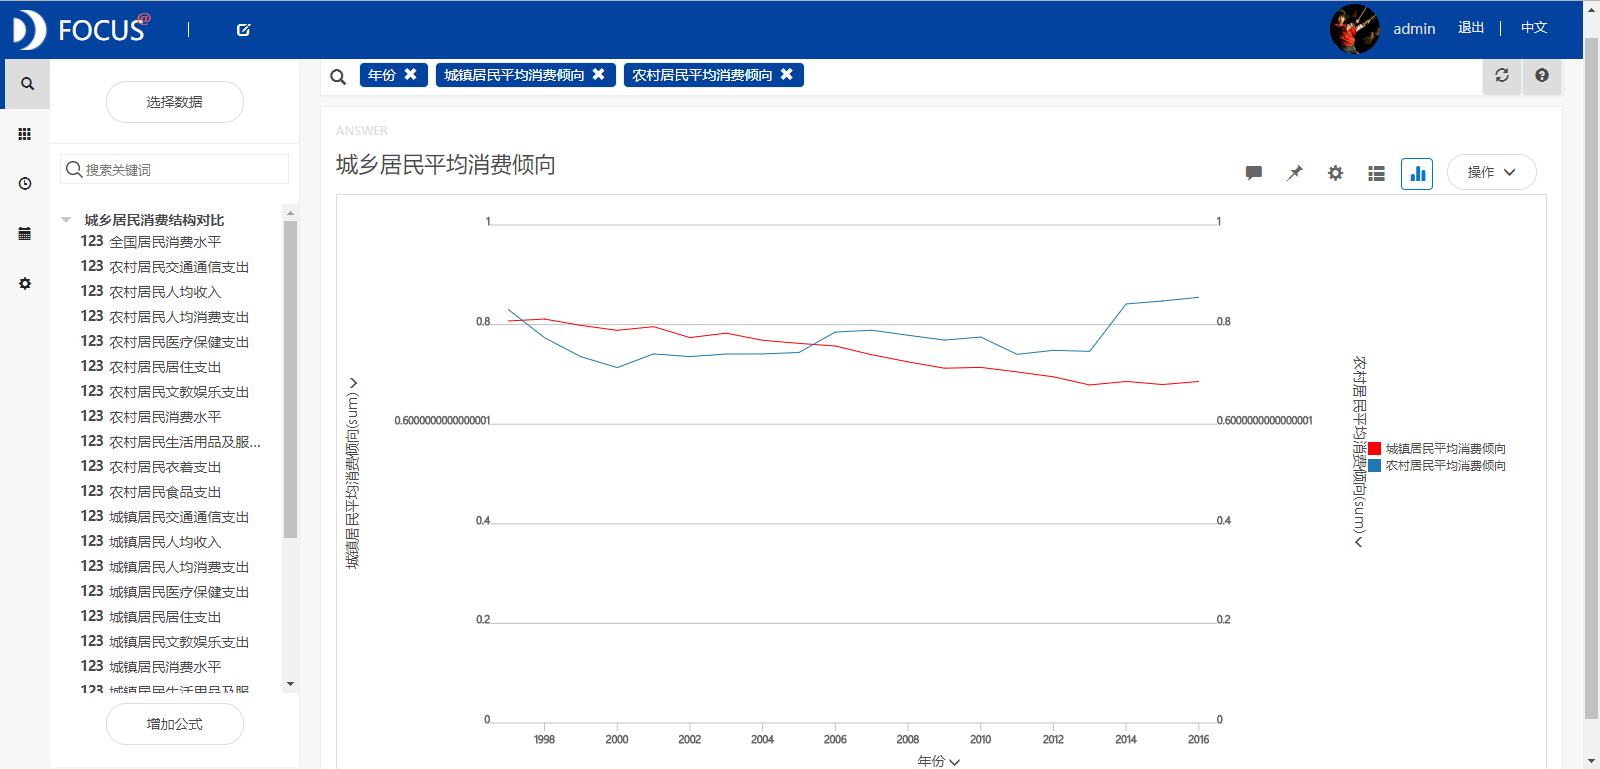 FOCUS@
admin
退出
中文
选择数据
搜索关键词
城乡居民消费结构对比
123 全国居民消费水平
123 农村居民交通通信支出
123 农村居民人均收入
123 农村居民人均消费支出
123 农村居民医疗保健支出
123 农村居民居住支出
123 农村居民文教娱乐支出
123 农村居民消费水平
123 农村居民生活用品及服...
123 农村居民衣着支出
123 农村居民食品支出
123 城镇居民交通通信支出
123 城镇居民人均收入
123 城镇居民人均消费支出
123 城镇居民医疗保健支出
123 城镇居民居住支出
123 城镇居民文教娱乐支出
123 城镇居民消费水平
123 城镇居民生活用品及服
增加公式
年份 城镇居民平均消费倾向 农村居民平均消费倾向
ANSWER
城乡居民平均消费倾向
操作
城镇居民平均消费倾向(sum)
1
0.8
0.6000000000000001
0.4
0.2
0
1
0.8
0.6000000000000001
0.4
0.2
0
农村居民平均消费倾向(sum)
城镇居民平均消费倾向
农村居民平均消费倾向
1998 2000 2002 2004 2006 2008 2010 2012 2014 2016
年份